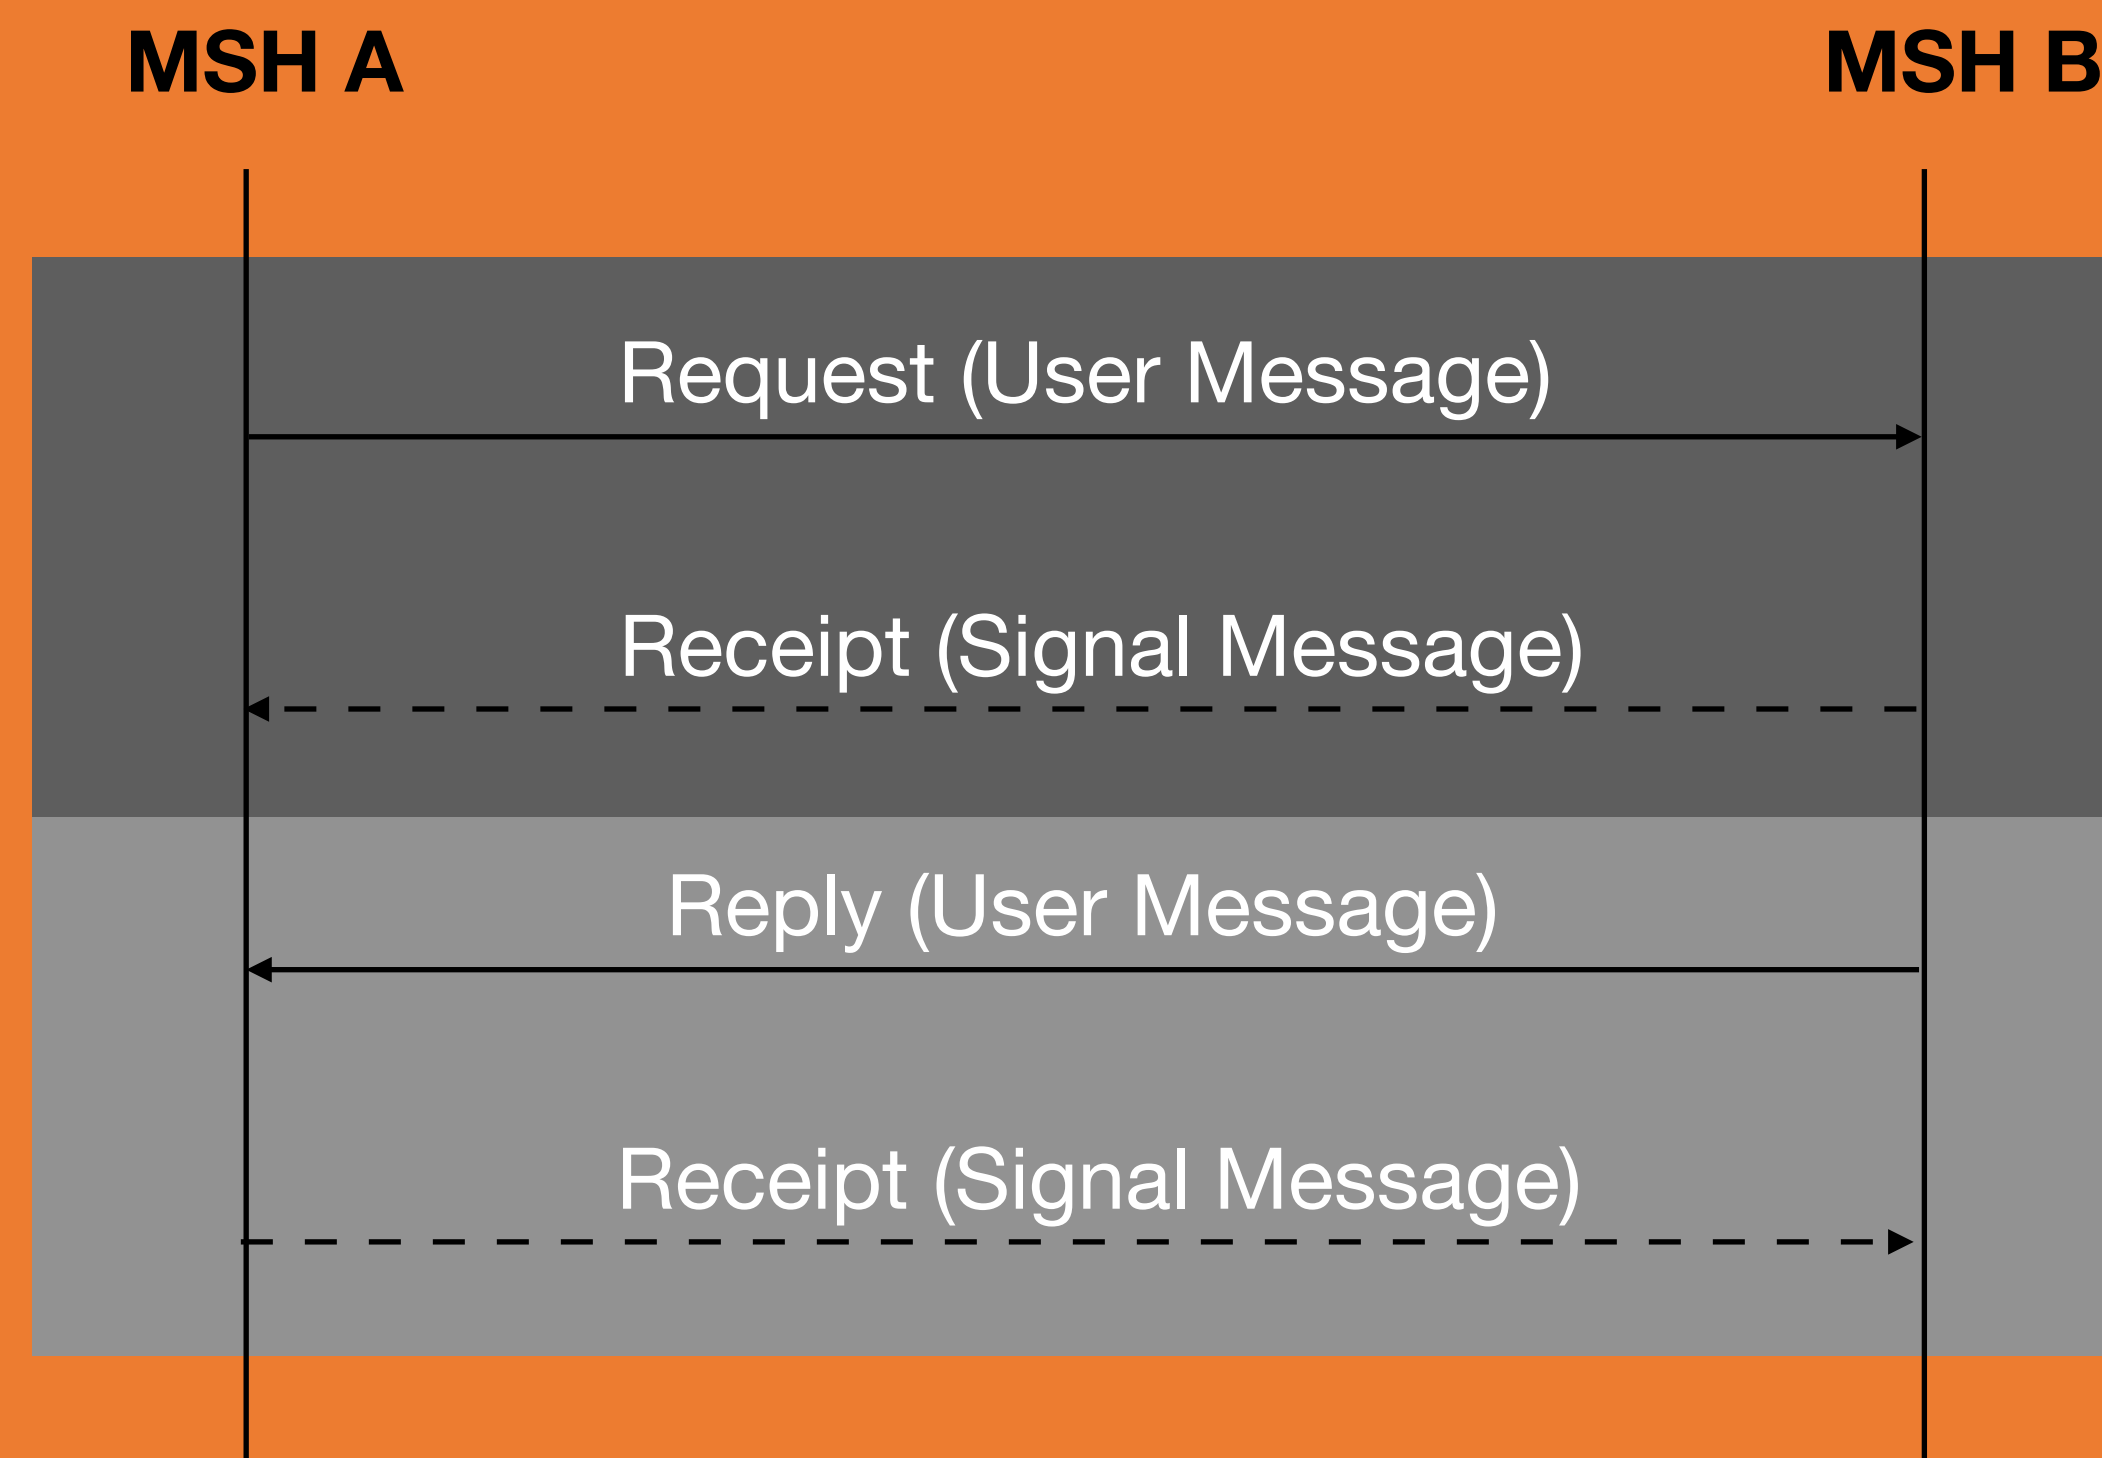 MSH A
MSH B
Request (User Message)
Receipt (Signal Message)
Reply (User Message)
Receipt (Signal Message)